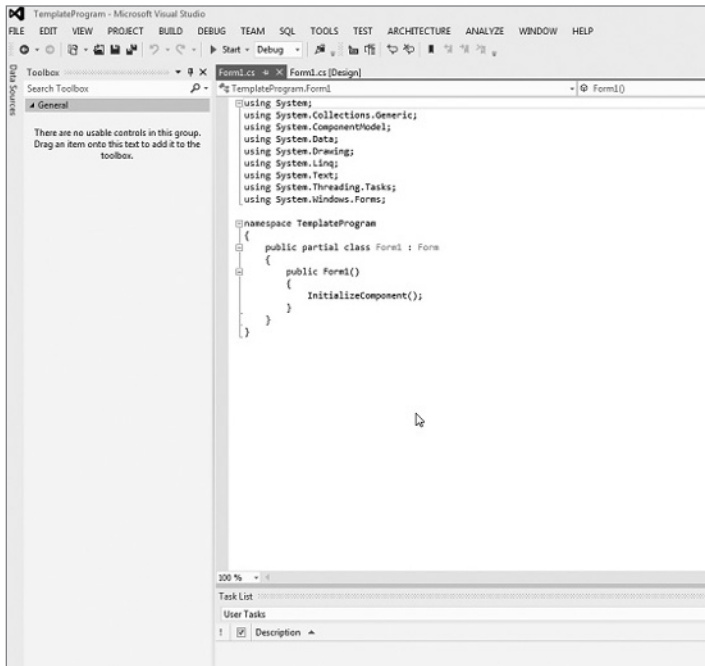 TemplateProgram - Microsoft Visual Studio
FILE EDIT VIEW PROJECT BUILD DEBUG TEAM SQL TOOLS TEST ARCHITECTURE ANALYZE WINDOW HELP
Start Debug
Data Sources
Toolbox
Search Toolbox
General
There are no usable controls in this group.
Drag an item onto this text to add it to the
toolbox.
Form1.cs Form1.cs [Design]
TemplateProgram.Form1 Form1()
using System;
using System.Collections.Generic;
using System.ComponentModel;
using System.Data;
using System.Drawing;
using System.Linq;
using System.Text;
using System.Threading.Tasks;
using System.Windows.Forms;
namespace TemplateProgram
{
public partial class Form1 : Form
{
public Form1()
{
InitializeComponent();
}
}
}
100 %
Task List
User Tasks
! Description